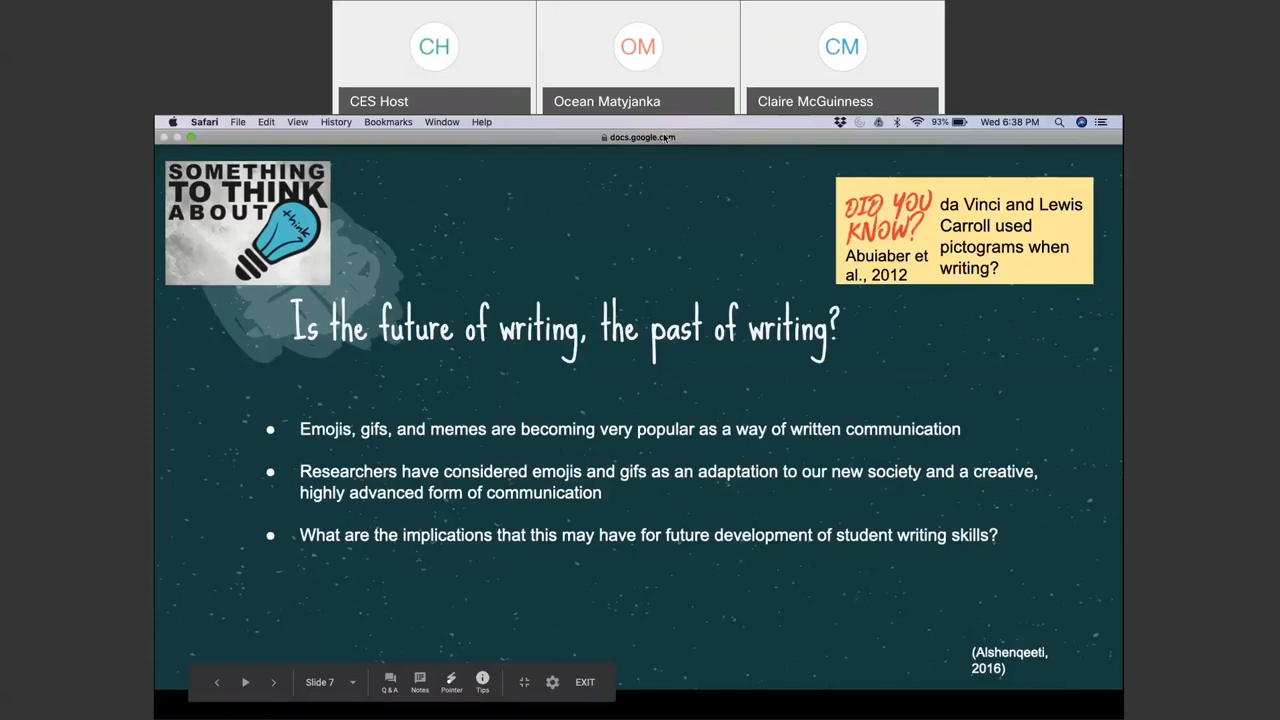 CH
OM
CM
CES Host
Ocean Matyjanka
Claire McGuinness
Safari File Edit View History Bookmarks Window Help
93% Wed 6:38 PM
docs.google.com
SOMETHING
TO THINK
ABOUT
think
DID YOU
KNOW?
Abuiaber et
al., 2012
da Vinci and Lewis
Carroll used
pictograms when
writing?
Is the future of writing, the past of writing?
● Emojis, gifs, and memes are becoming very popular as a way of written communication
● Researchers have considered emojis and gifs as an adaptation to our new society and a creative,
highly advanced form of communication
● What are the implications that this may have for future development of student writing skills?
(Alshenqeeti,
2016)
Slide 7
Q & A Notes Pointer Tips
EXIT